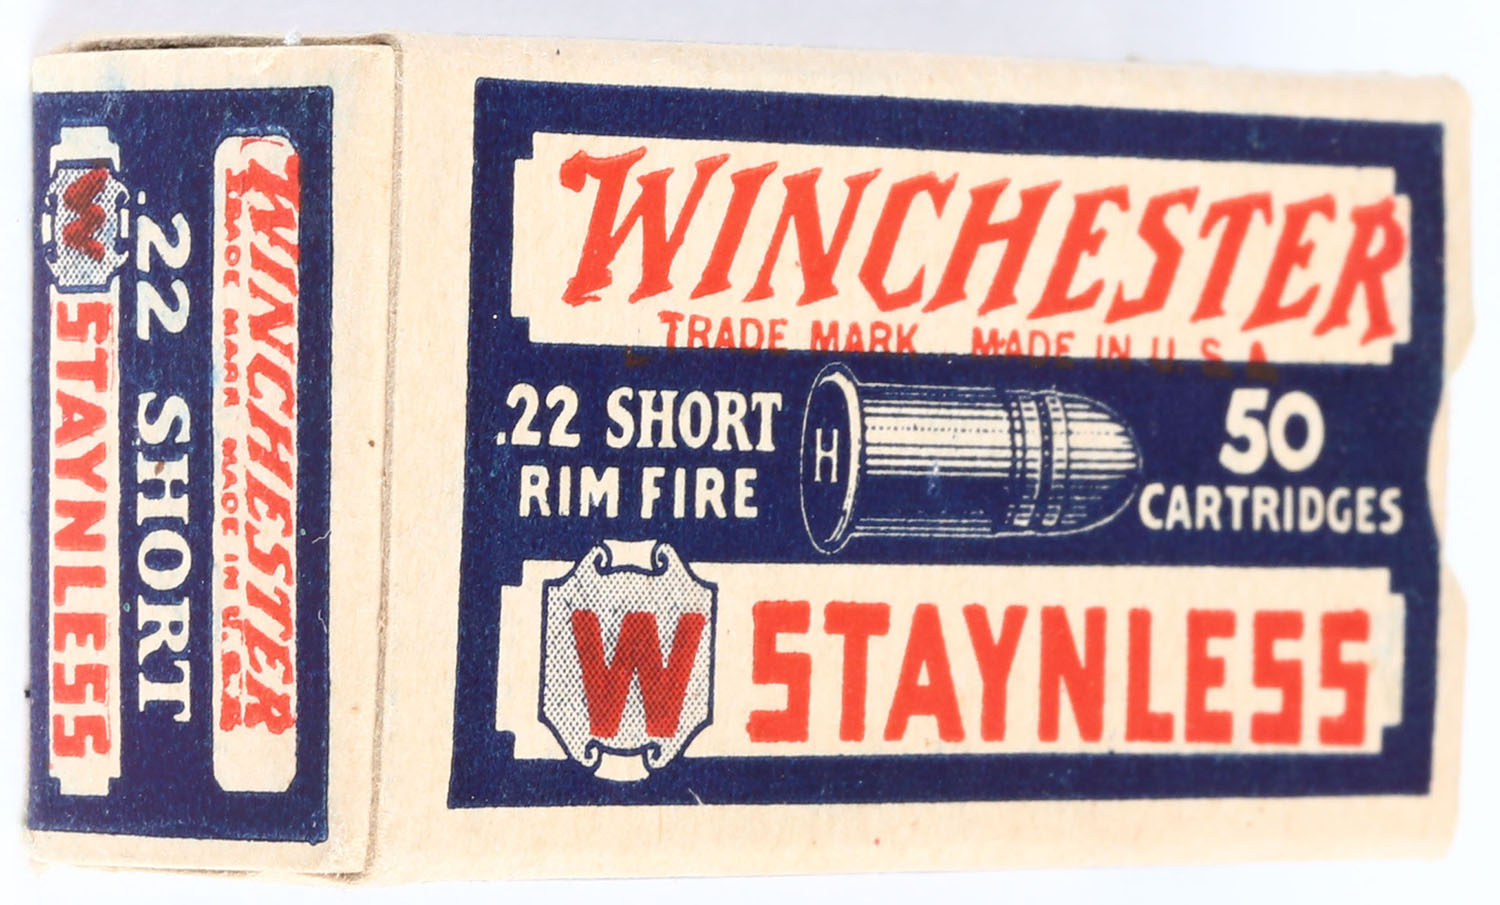 WINCHESTER
TRADE MARK MADE IN U.S.A.
.22 SHORT
W STAYNLESS
WINCHESTER
TRADE MARK MADE IN U. S. A
.22 SHORT
RIM FIRE
H
50
CARTRIDGES
W STAYNLESS